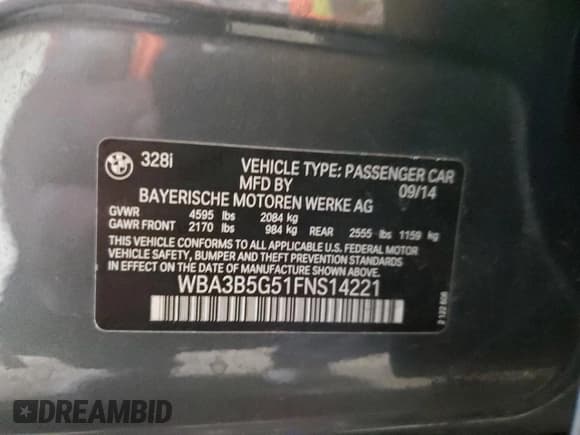 328i
VEHICLE TYPE: PASSENGER CAR
MFD BY 09/14
BAYERISCHE MOTOREN WERKE AG
GVWR 4595 lbs 2084 kg
GAWR FRONT 2170 lbs 984 kg REAR 2555 lbs 1159 kg
THIS VEHICLE CONFORMS TO ALL APPLICABLE U.S. FEDERAL MOTOR
VEHICLE SAFETY, BUMPER AND THEFT PREVENTION STANDARDS
IN EFFECT ON THE DATE OF MANUFACTURE SHOWN ABOVE.
WBA3B5G51FNS14221
DREAMBID